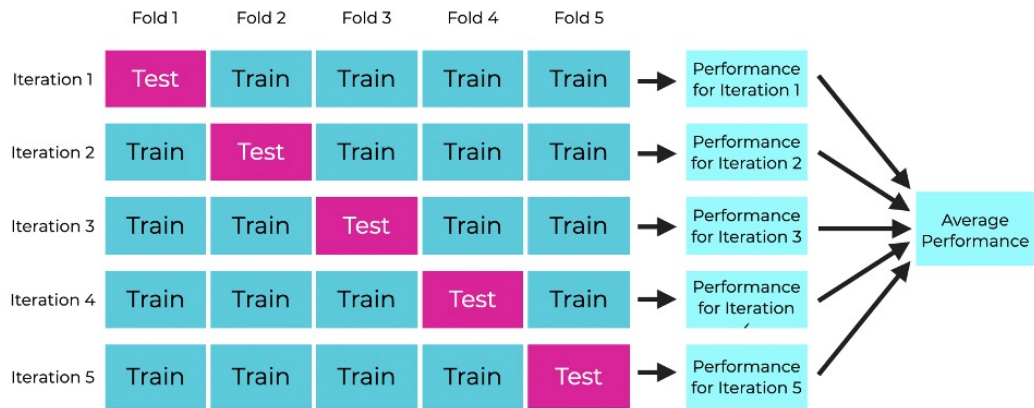 Fold 1 Fold 2 Fold 3 Fold 4 Fold 5
Iteration 1 Test Train Train Train Train
Performance
for Iteration 1
Iteration 2 Train Test Train Train Train
Performance
for Iteration 2
Iteration 3 Train Train Test Train Train
Performance
for Iteration 3
Average
Performance
Iteration 4 Train Train Train Test Train
Performance
for Iteration
Iteration 5 Train Train Train Train Test
Performance
for Iteration 5